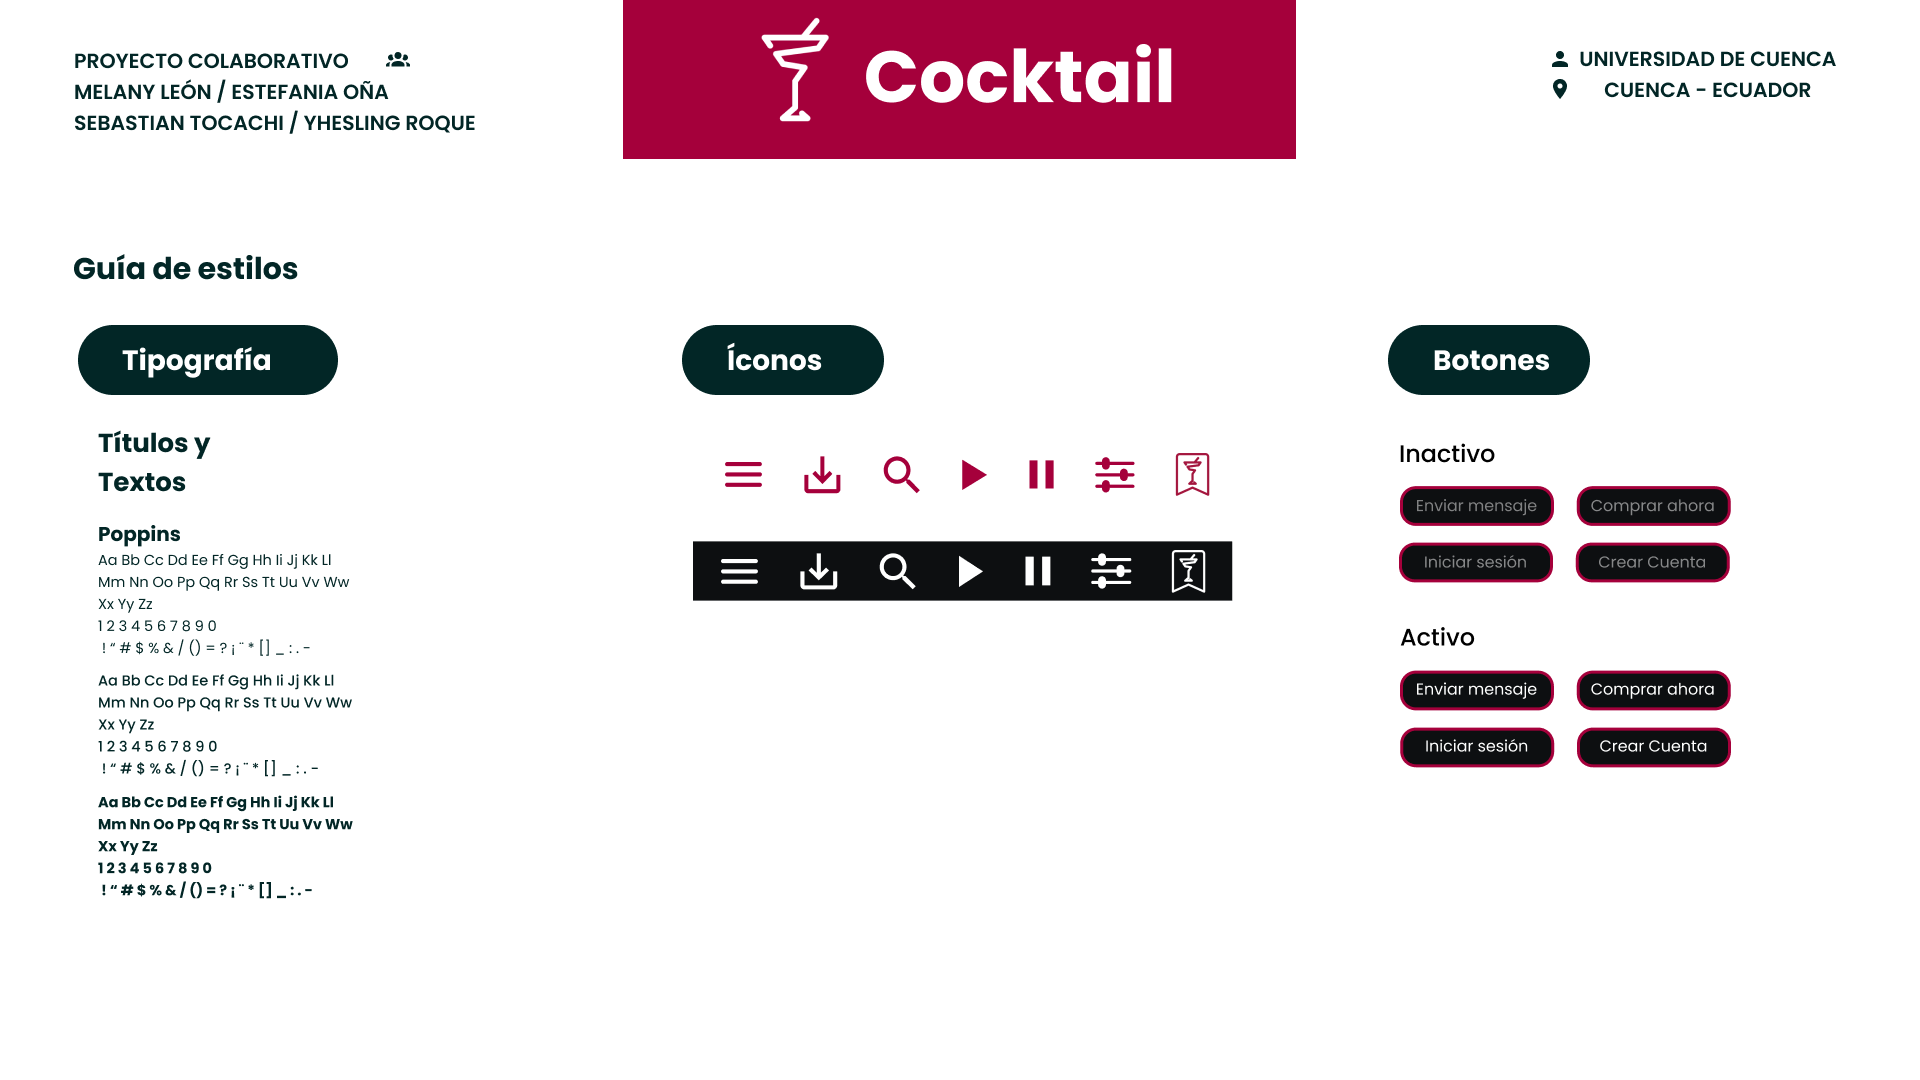 PROYECTO COLABORATIVO
MELANY LEÓN / ESTEFANIA OÑA
SEBASTIAN TOCACHI / YHESLING ROQUE
Cocktail
UNIVERSIDAD DE CUENCA
CUENCA - ECUADOR
Guía de estilos
Tipografía
Títulos y
Textos
Poppins
Aa Bb Cc Dd Ee Ff Gg Hh Ii Jj Kk Ll
Mm Nn Oo Pp Qq Rr Ss Tt Uu Vv Ww
Xx Yy Zz
1 2 3 4 5 6 7 8 9 0
! “ # $ % & / () = ? ¡ ¨ * [] _ : . -
Aa Bb Cc Dd Ee Ff Gg Hh Ii Jj Kk Ll
Mm Nn Oo Pp Qq Rr Ss Tt Uu Vv Ww
Xx Yy Zz
1 2 3 4 5 6 7 8 9 0
! “ # $ % & / () = ? ¡ ¨ * [] _ : . -
Aa Bb Cc Dd Ee Ff Gg Hh Ii Jj Kk Ll
Mm Nn Oo Pp Qq Rr Ss Tt Uu Vv Ww
Xx Yy Zz
1 2 3 4 5 6 7 8 9 0
! “ # $ % & / () = ? ¡ ¨ * [] _ : . -
Íconos
Botones
Inactivo
Enviar mensaje
Comprar ahora
Iniciar sesión
Crear Cuenta
Activo
Enviar mensaje
Comprar ahora
Iniciar sesión
Crear Cuenta